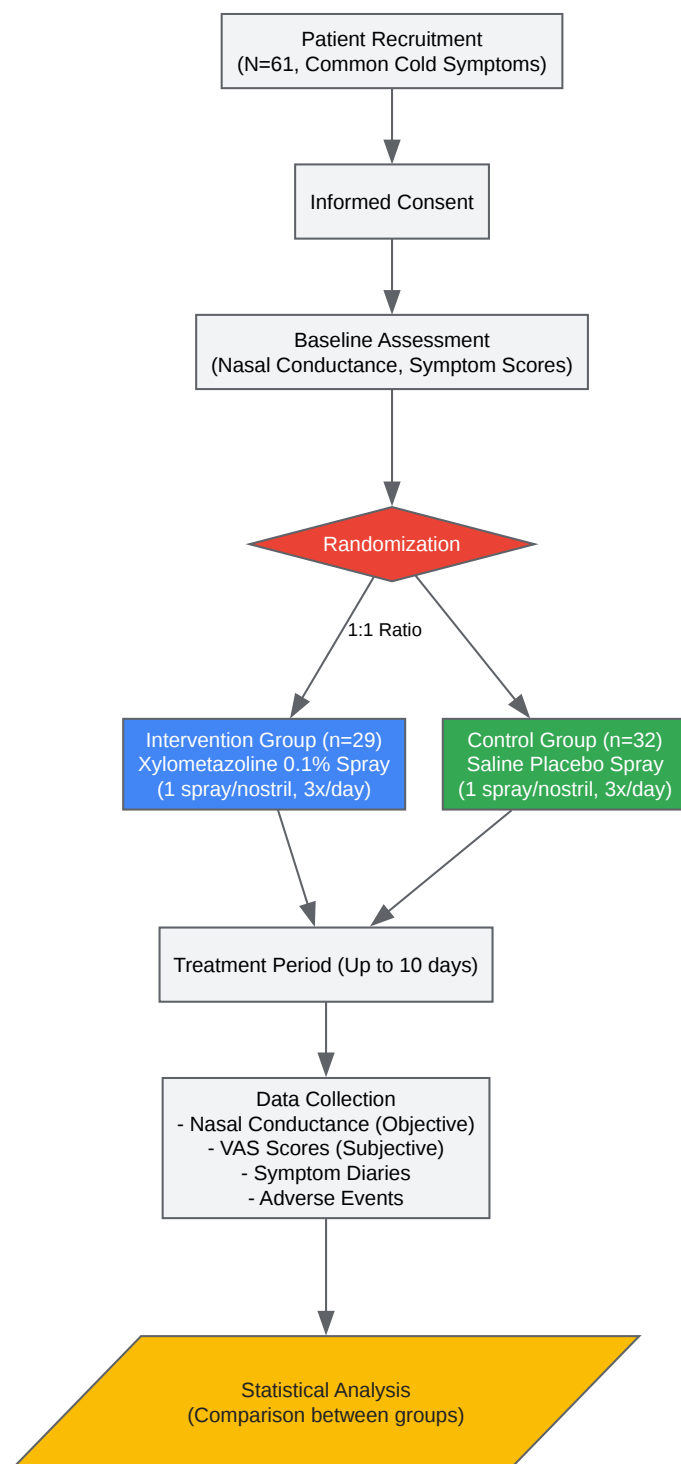 Patient Recruitment
(N=61, Common Cold Symptoms)
Informed Consent
Baseline Assessment
(Nasal Conductance, Symptom Scores)
Randomization
1:1 Ratio
Intervention Group (n=29)
Xylometazoline 0.1% Spray
(1 spray/nostril, 3x/day)
Control Group (n=32)
Saline Placebo Spray
(1 spray/nostril, 3x/day)
Treatment Period (Up to 10 days)
Data Collection
- Nasal Conductance (Objective)
- VAS Scores (Subjective)
- Symptom Diaries
- Adverse Events
Statistical Analysis
(Comparison between groups)